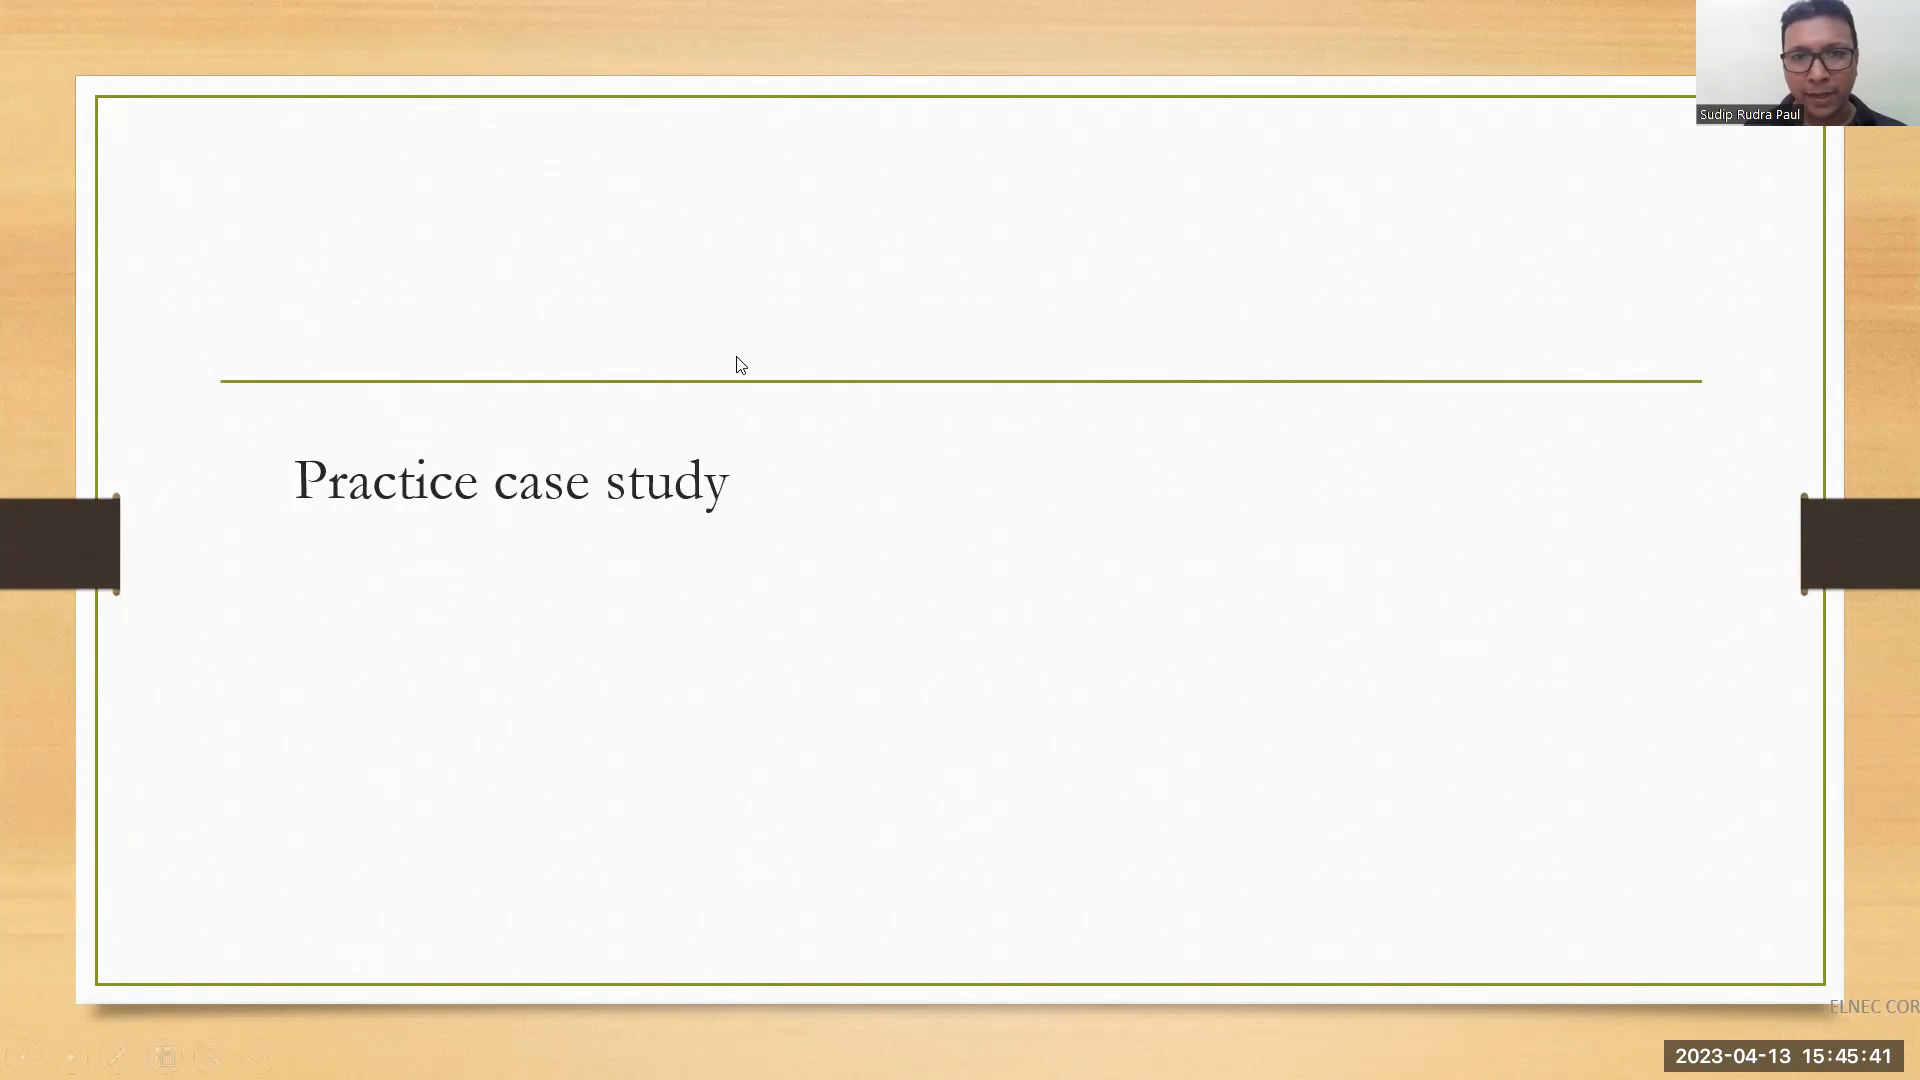 Sudip Rudra Paul
Practice case study
ELNEC COR
2023-04-13 15:45:41